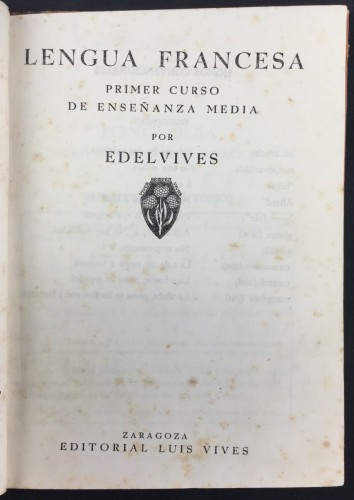 LENGUA FRANCESA
PRIMER CURSO
DE ENSEÑANZA MEDIA
POR
EDELVIVES
ZARAGOZA
EDITORIAL LUIS VIVES